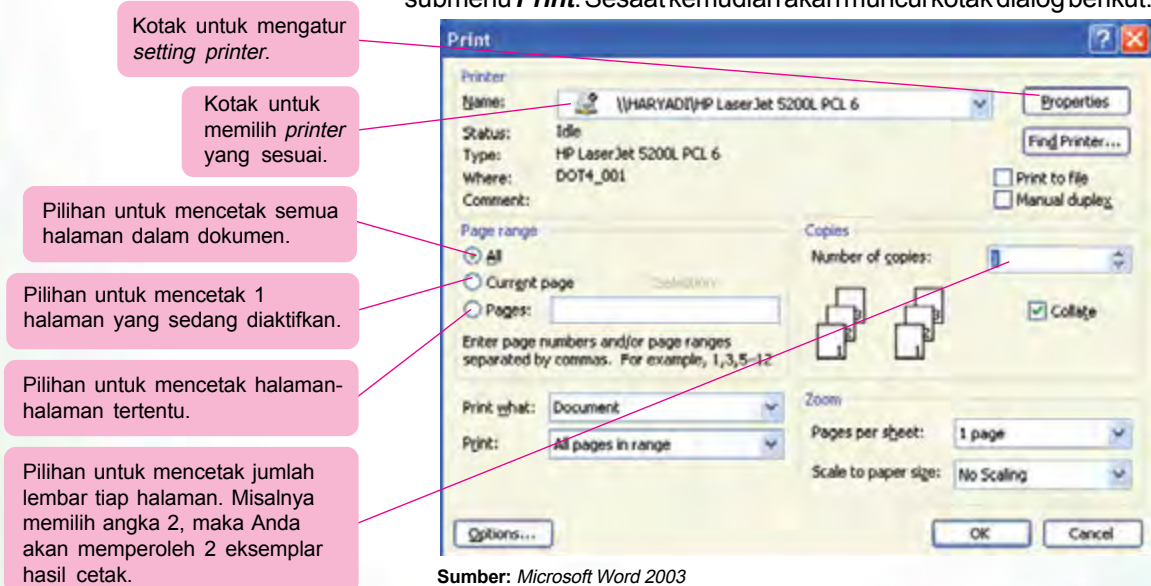 submenu Print. Sesaat kemudian akan muncul kotak dialog berikut.
Kotak untuk mengatur
setting printer.
Kotak untuk
memilih printer
yang sesuai.
Pilihan untuk mencetak semua
halaman dalam dokumen.
Pilihan untuk mencetak 1
halaman yang sedang diaktifkan.
Pilihan untuk mencetak halaman-
halaman tertentu.
Pilihan untuk mencetak jumlah
lembar tiap halaman. Misalnya
memilih angka 2, maka Anda
akan memperoleh 2 eksemplar
hasil cetak.
Print
Printer
Name: \\HARYADI\HP LaserJet 5200L PCL 6 Properties
Status: Idle Find Printer...
Type: HP LaserJet 5200L PCL 6
Where: DOT4_001 Print to file
Comment: Manual duplex
Page range Copies
All Number of copies: 1
Current page Selection
Pages: Collate
Enter page numbers and/or page ranges
separated by commas. For example, 1,3,5-12
Print what: Document Zoom
Print: All pages in range Pages per sheet: 1 page
Scale to paper size: No Scaling
Options... OK Cancel
Sumber: Microsoft Word 2003